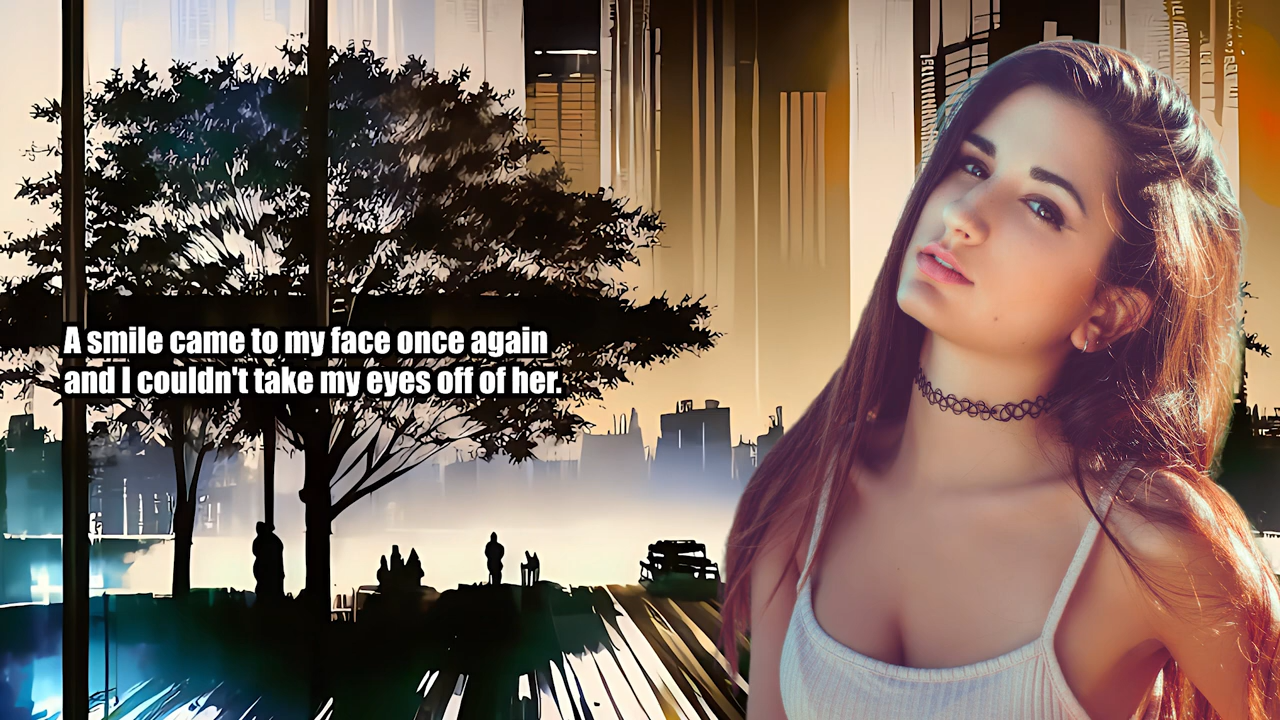 A smile came to my face once again
and I couldn't take my eyes off of her.